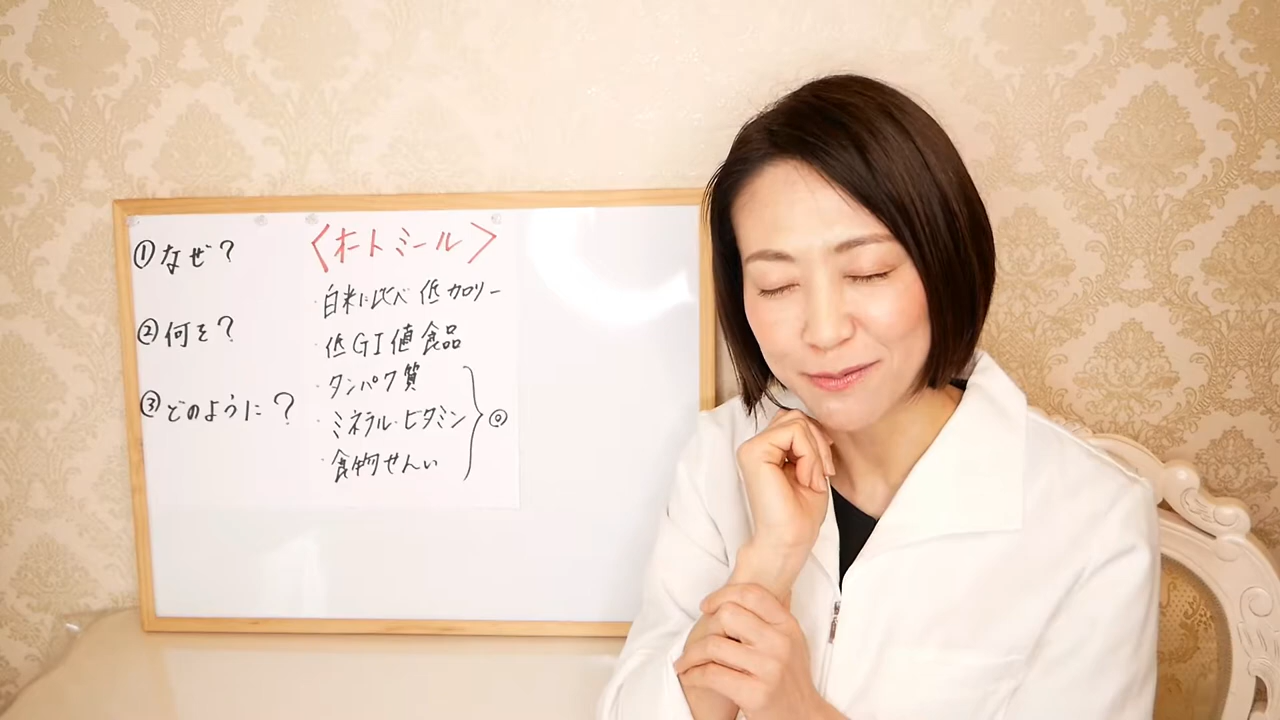 ①なぜ?
②何を?
③どのように?
〈オートミール〉
・白米に比べ 低カロリー
・低GI値食品
・タンパク質
・ミネラル・ビタミン
・食物せんい
◎